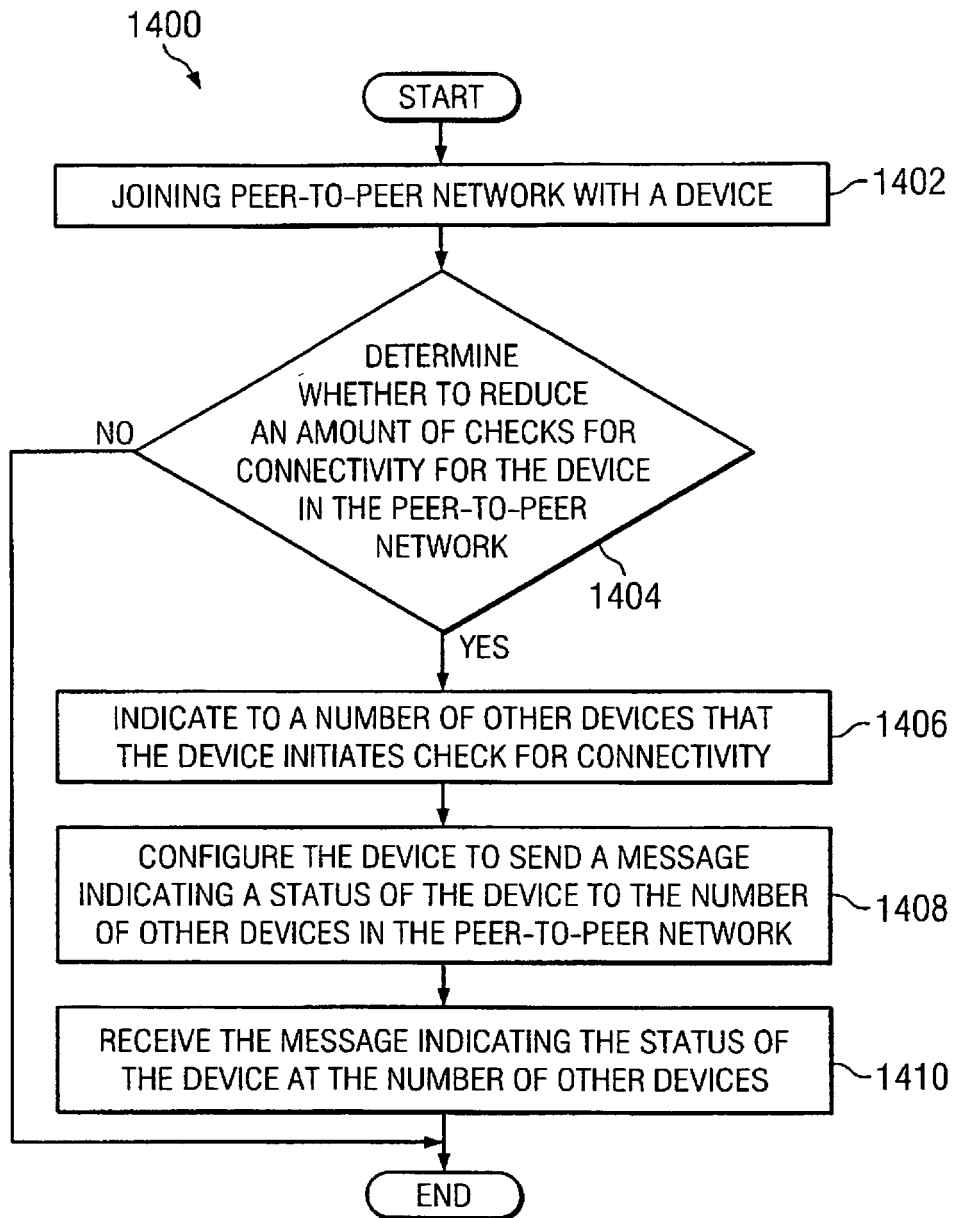 1400
START
JOINING PEER-TO-PEER NETWORK WITH A DEVICE
1402
DETERMINE
WHETHER TO REDUCE
AN AMOUNT OF CHECKS FOR
CONNECTIVITY FOR THE DEVICE
IN THE PEER-TO-PEER
NETWORK
NO
1404
YES
INDICATE TO A NUMBER OF OTHER DEVICES THAT
THE DEVICE INITIATES CHECK FOR CONNECTIVITY
1406
CONFIGURE THE DEVICE TO SEND A MESSAGE
INDICATING A STATUS OF THE DEVICE TO THE NUMBER
OF OTHER DEVICES IN THE PEER-TO-PEER NETWORK
1408
RECEIVE THE MESSAGE INDICATING THE STATUS OF
THE DEVICE AT THE NUMBER OF OTHER DEVICES
1410
END